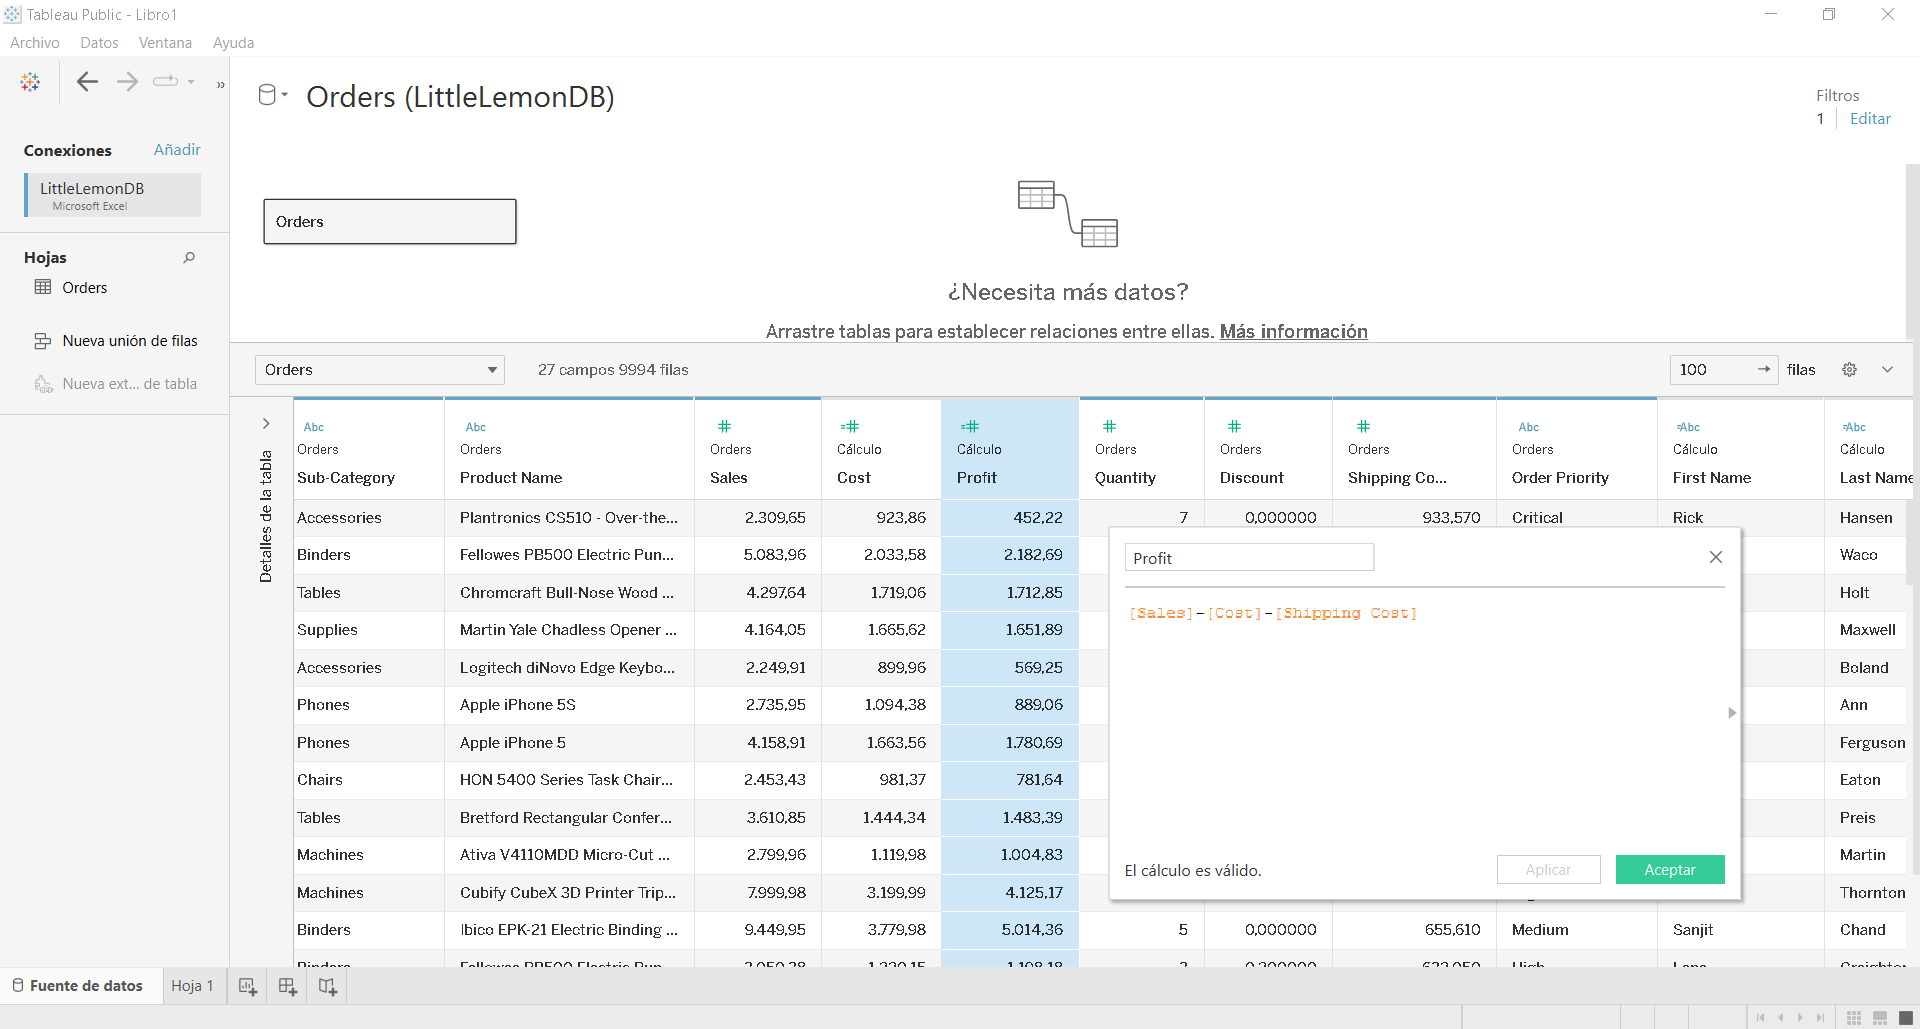 Tableau Public - Libro1
Archivo Datos Ventana Ayuda
»
Orders (LittleLemonDB)
Filtros
1 Editar
Conexiones Añadir
LittleLemonDB
Microsoft Excel
Orders
Hojas
Orders
Nueva unión de filas
Nueva ext... de tabla
¿Necesita más datos?
Arrastre tablas para establecer relaciones entre ellas. Más información
Orders 27 campos 9994 filas 100 filas
Detalles de la tabla
Abc Abc # =# =# # # # Abc =Abc =Abc
Orders Orders Orders Cálculo Cálculo Orders Orders Orders Orders Cálculo Cálculo
Sub-Category Product Name Sales Cost Profit Quantity Discount Shipping Co... Order Priority First Name Last Name
Accessories Plantronics CS510 - Over-the... 2.309,65 923,86 452,22 7 0,000000 933,570 Critical Rick Hansen
Binders Fellowes PB500 Electric Pun... 5.083,96 2.033,58 2.182,69 Waco
Tables Chromcraft Bull-Nose Wood ... 4.297,64 1.719,06 1.712,85 Holt
Supplies Martin Yale Chadless Opener ... 4.164,05 1.665,62 1.651,89 Maxwell
Accessories Logitech diNovo Edge Keybo... 2.249,91 899,96 569,25 Boland
Phones Apple iPhone 5S 2.735,95 1.094,38 889,06 Ann
Phones Apple iPhone 5 4.158,91 1.663,56 1.780,69 Ferguson
Chairs HON 5400 Series Task Chair... 2.453,43 981,37 781,64 Eaton
Tables Bretford Rectangular Confer... 3.610,85 1.444,34 1.483,39 Preis
Machines Ativa V4110MDD Micro-Cut ... 2.799,96 1.119,98 1.004,83 Martin
Machines Cubify CubeX 3D Printer Trip... 7.999,98 3.199,99 4.125,17 Thornton
Binders Ibico EPK-21 Electric Binding ... 9.449,95 3.779,98 5.014,36 5 0,000000 655,610 Medium Sanjit Chand
Profit
[Sales]-[Cost]-[Shipping Cost]
El cálculo es válido. Aplicar Aceptar
Fuente de datos Hoja 1